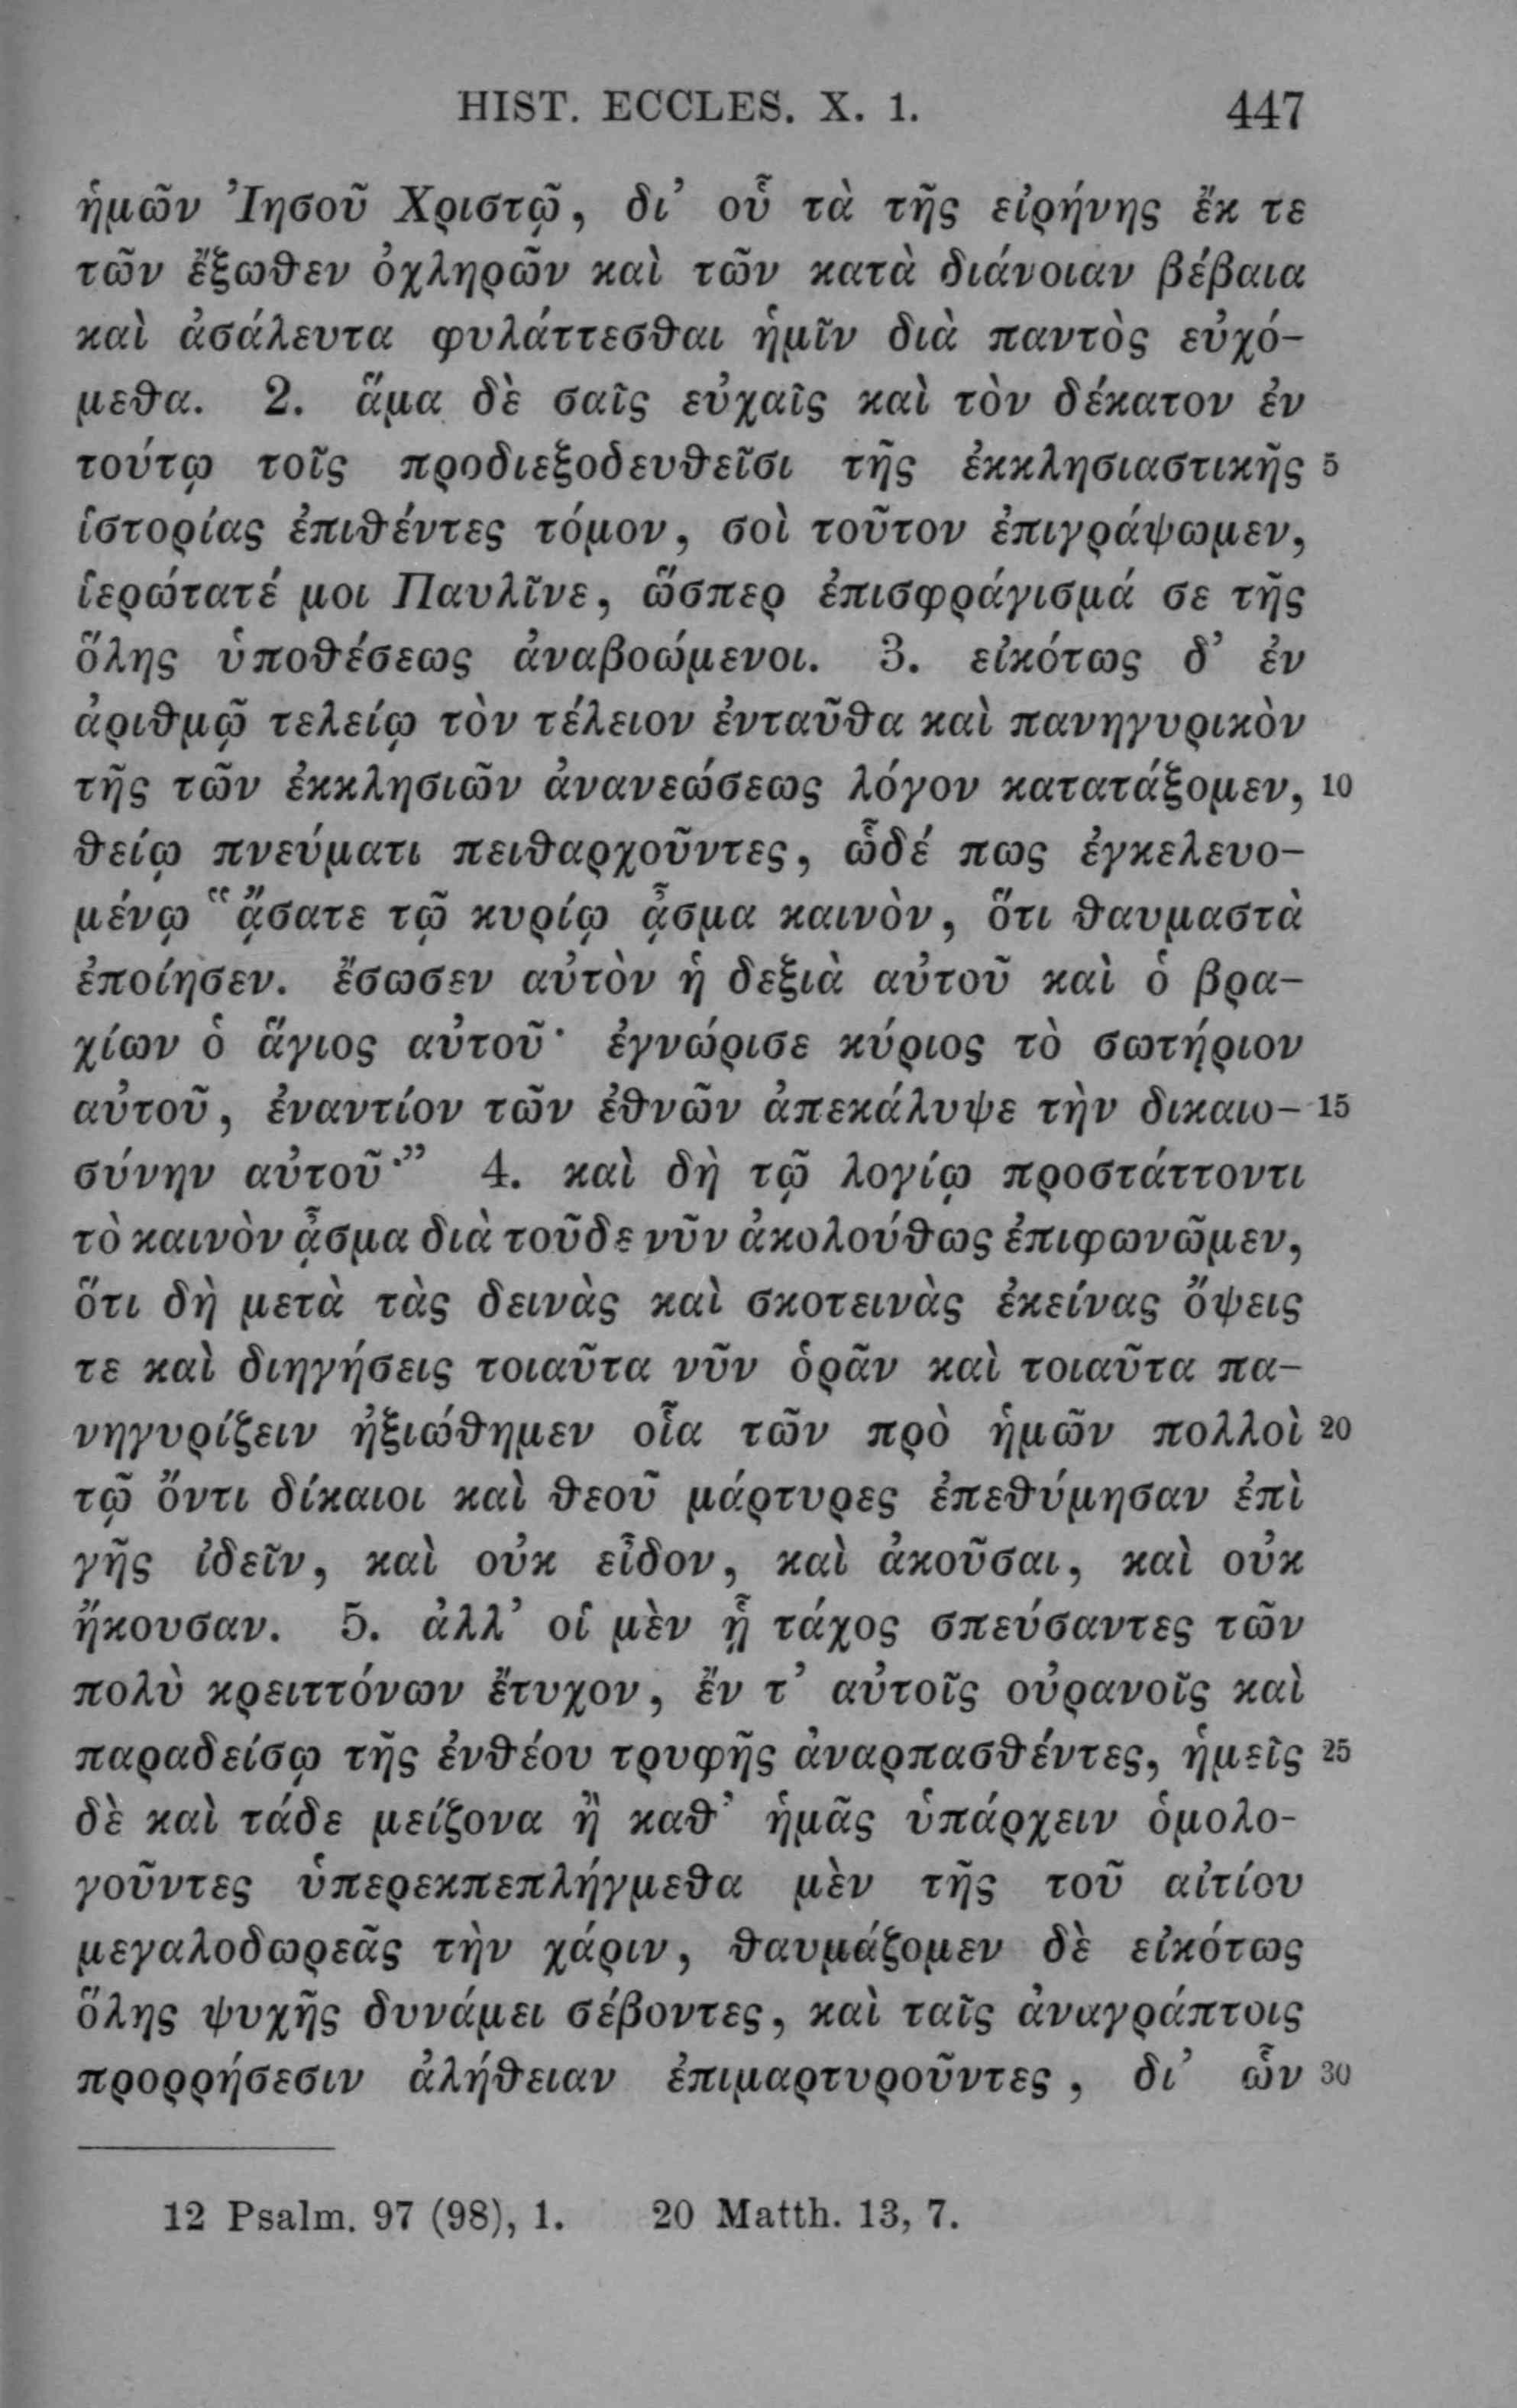 HIST. ECCLES. X. 1. 447
ἡμῶν Ἰησοῦ Χριστῷ, δι’ οὗ τὰ τῆς εἰρήνης ἔκ τε
τῶν ἔξωθεν ὀχληρῶν καὶ τῶν κατὰ διάνοιαν βέβαια
καὶ ἀσάλευτα φυλάττεσθαι ἡμῖν διὰ παντὸς εὐχό-
μεθα. 2. ἅμα δὲ σαῖς εὐχαῖς καὶ τὸν δέκατον ἐν
τούτῳ τοῖς προδιεξοδευθεῖσι τῆς ἐκκλησιαστικῆς 5
ἱστορίας ἐπιθέντες τόμον, σοὶ τοῦτον ἐπιγράψωμεν,
ἱερώτατέ μοι Παυλῖνε, ὥσπερ ἐπισφράγισμά σε τῆς
ὅλης ὑποθέσεως ἀναβοώμενοι. 3. εἰκότως δ’ ἐν
ἀριθμῷ τελείῳ τὸν τέλειον ἐνταῦθα καὶ πανηγυρικὸν
τῆς τῶν ἐκκλησιῶν ἀνανεώσεως λόγον κατατάξομεν, 10
θείῳ πνεύματι πειθαρχοῦντες, ὧδέ πως ἐγκελευο-
μένῳ “ᾄσατε τῷ κυρίῳ ᾆσμα καινὸν, ὅτι θαυμαστὰ
ἐποίησεν. ἔσωσεν αὐτὸν ἡ δεξιὰ αὐτοῦ καὶ ὁ βρα-
χίων ὁ ἅγιος αὐτοῦ· ἐγνώρισε κύριος τὸ σωτήριον
αὐτοῦ, ἐναντίον τῶν ἐθνῶν ἀπεκάλυψε τὴν δικαιο- 15
σύνην αὐτοῦ·” 4. καὶ δὴ τῷ λογίῳ προστάττοντι
τὸ καινὸν ᾆσμα διὰ τοῦδε νῦν ἀκολούθως ἐπιφωνῶμεν,
ὅτι δὴ μετὰ τὰς δεινὰς καὶ σκοτεινὰς ἐκείνας ὄψεις
τε καὶ διηγήσεις τοιαῦτα νῦν ὁρᾶν καὶ τοιαῦτα πα-
νηγυρίζειν ἠξιώθημεν οἷα τῶν πρὸ ἡμῶν πολλοὶ 20
τῷ ὄντι δίκαιοι καὶ θεοῦ μάρτυρες ἐπεθύμησαν ἐπὶ
γῆς ἰδεῖν, καὶ οὐκ εἶδον, καὶ ἀκοῦσαι, καὶ οὐκ
ἤκουσαν. 5. ἀλλ’ οἱ μὲν ᾗ τάχος σπεύσαντες τῶν
πολὺ κρειττόνων ἔτυχον, ἔν τ’ αὐτοῖς οὐρανοῖς καὶ
παραδείσῳ τῆς ἐνθέου τρυφῆς ἀναρπασθέντες, ἡμεῖς 25
δὲ καὶ τάδε μείζονα ἢ καθ’ ἡμᾶς ὑπάρχειν ὁμολο-
γοῦντες ὑπερεκπεπλήγμεθα μὲν τῆς τοῦ αἰτίου
μεγαλοδωρεᾶς τὴν χάριν, θαυμάζομεν δὲ εἰκότως
ὅλης ψυχῆς δυνάμει σέβοντες, καὶ ταῖς ἀναγράπτοις
προρρήσεσιν ἀλήθειαν ἐπιμαρτυροῦντες, δι’ ὧν 30
12 Psalm. 97 (98), 1. 20 Matth. 13, 7.